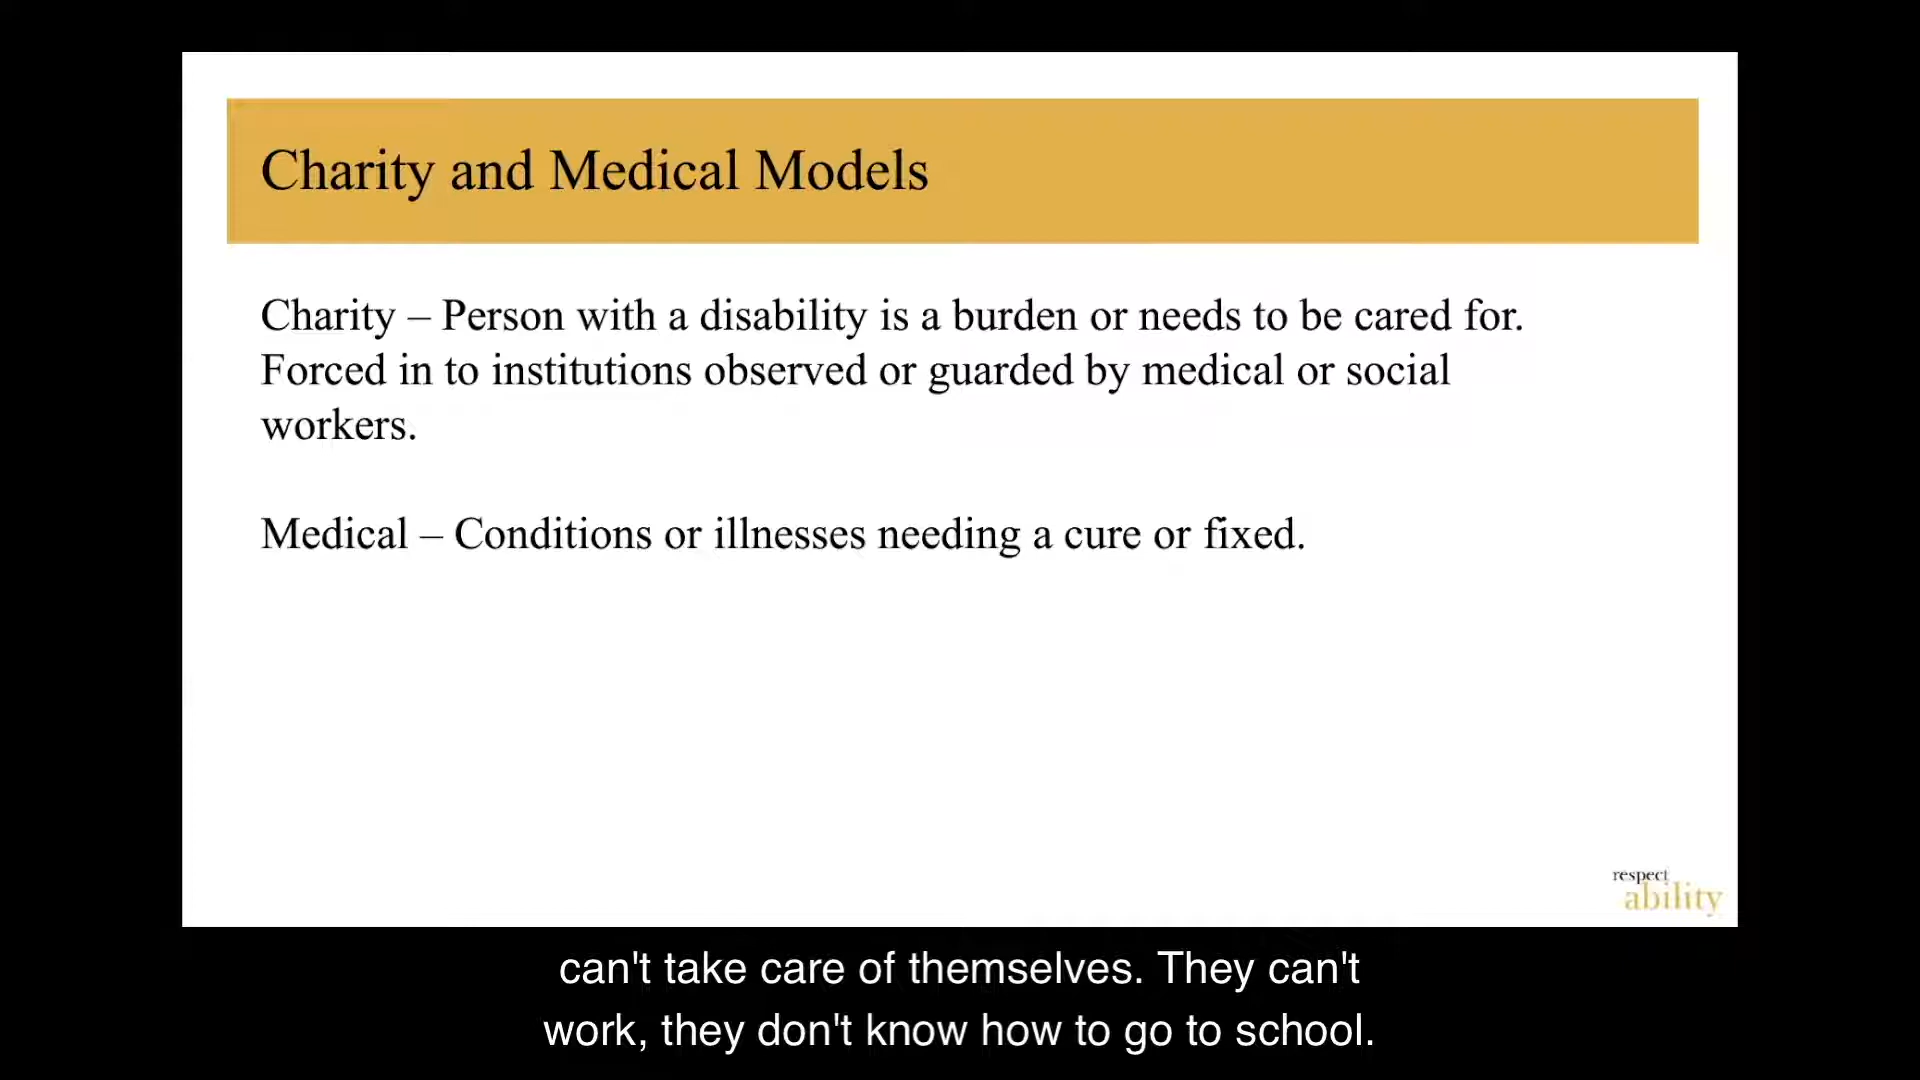 Charity and Medical Models
Charity – Person with a disability is a burden or needs to be cared for.
Forced in to institutions observed or guarded by medical or social
workers.
Medical – Conditions or illnesses needing a cure or fixed.
respect
ability
can't take care of themselves. They can't
work, they don't know how to go to school.